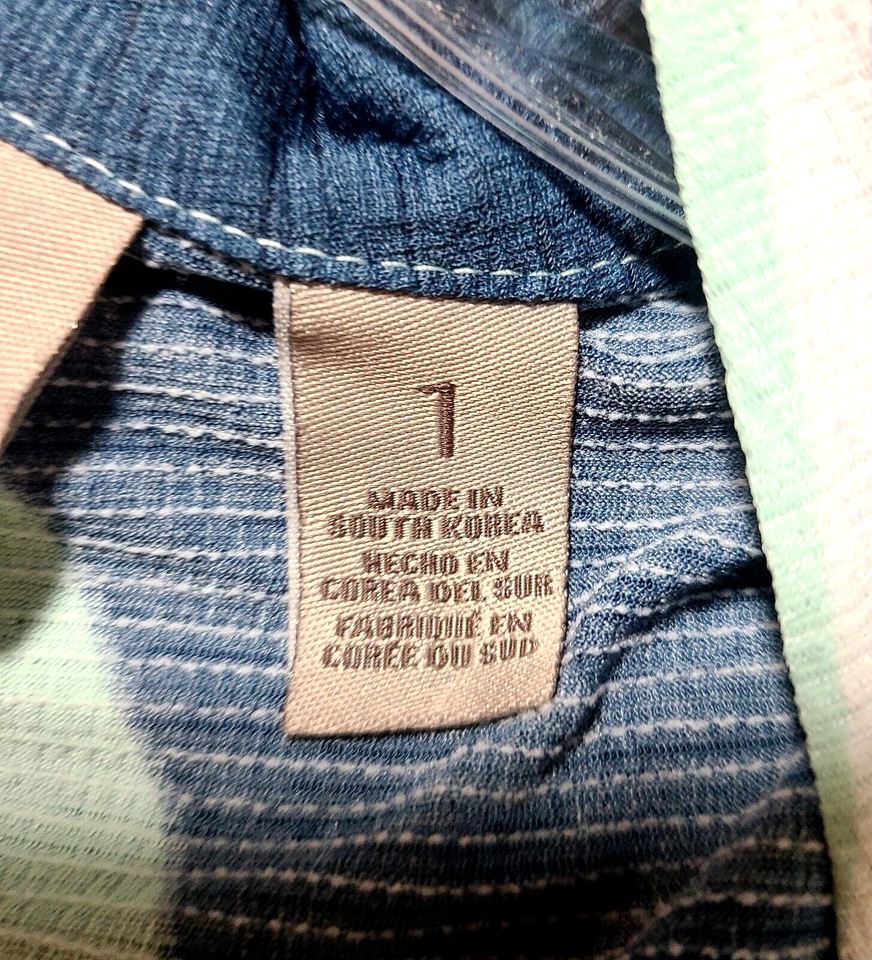 1
MADE IN
SOUTH KOREA
HECHO EN
COREA DEL SUR
FABRIQUÉ EN
CORÉE DU SUD